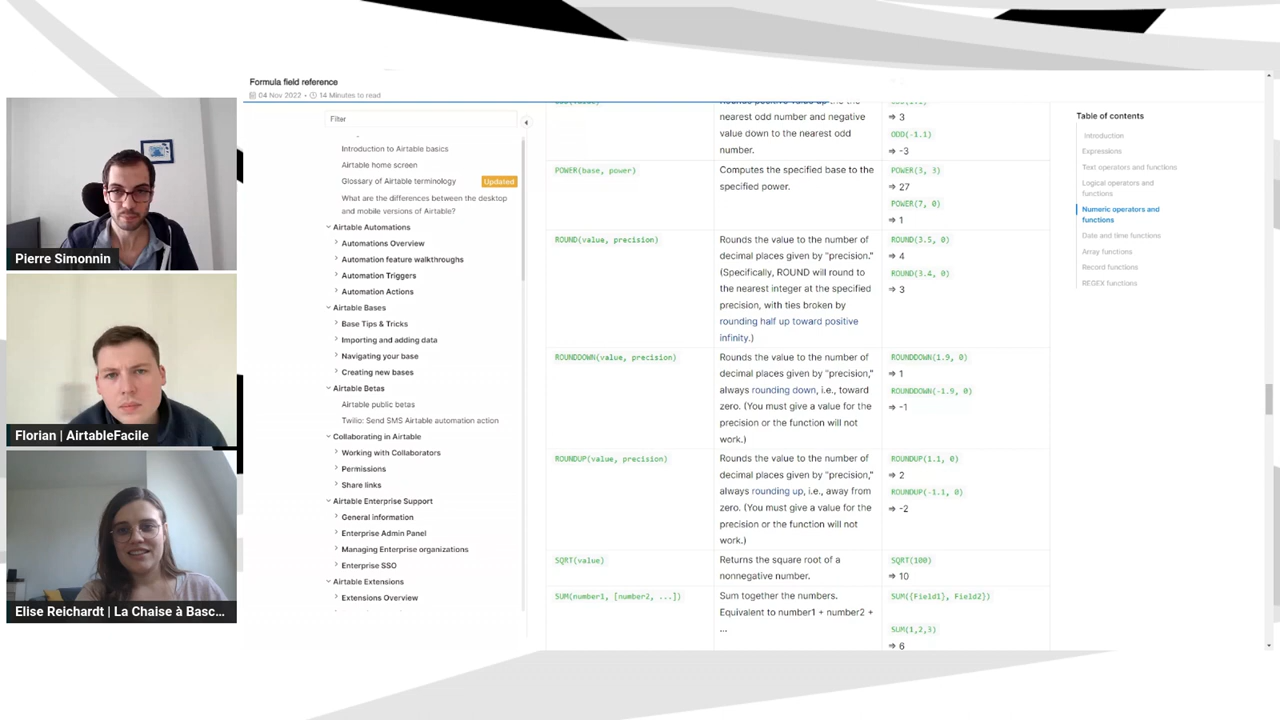 Formula field reference
04 Nov 2022 • 14 Minutes to read
Pierre Simonnin
Florian | AirtableFacile
Elise Reichardt | La Chaise à Basc...
Filter
Introduction to Airtable basics
Airtable home screen
Glossary of Airtable terminology Updated
What are the differences between the desktop
and mobile versions of Airtable?
Airtable Automations
Automations Overview
Automation feature walkthroughs
Automation Triggers
Automation Actions
Airtable Bases
Base Tips & Tricks
Importing and adding data
Navigating your base
Creating new bases
Airtable Betas
Airtable public betas
Twilio: Send SMS Airtable automation action
Collaborating in Airtable
Working with Collaborators
Permissions
Share links
Airtable Enterprise Support
General information
Enterprise Admin Panel
Managing Enterprise organizations
Enterprise SSO
Airtable Extensions
Extensions Overview
nearest odd number and negative
value down to the nearest odd
number.
⇒ 3
ODD(-1.1)
⇒ -3
POWER(base, power)
Computes the specified base to the
specified power.
POWER(3, 3)
⇒ 27
POWER(7, 0)
⇒ 1
ROUND(value, precision)
Rounds the value to the number of
decimal places given by "precision."
(Specifically, ROUND will round to
the nearest integer at the specified
precision, with ties broken by
rounding half up toward positive
infinity.)
ROUND(3.5, 0)
⇒ 4
ROUND(3.4, 0)
⇒ 3
ROUNDDOWN(value, precision)
Rounds the value to the number of
decimal places given by "precision,"
always rounding down, i.e., toward
zero. (You must give a value for the
precision or the function will not
work.)
ROUNDDOWN(1.9, 0)
⇒ 1
ROUNDDOWN(-1.9, 0)
⇒ -1
ROUNDUP(value, precision)
Rounds the value to the number of
decimal places given by "precision,"
always rounding up, i.e., away from
zero. (You must give a value for the
precision or the function will not
work.)
ROUNDUP(1.1, 0)
⇒ 2
ROUNDUP(-1.1, 0)
⇒ -2
SQRT(value)
Returns the square root of a
nonnegative number.
SQRT(100)
⇒ 10
SUM(number1, [number2, ...])
Sum together the numbers.
Equivalent to number1 + number2 +
...
SUM({Field1}, Field2})
SUM(1,2,3)
⇒ 6
Table of contents
Introduction
Expressions
Text operators and functions
Logical operators and
functions
Numeric operators and
functions
Date and time functions
Array functions
Record functions
REGEX functions